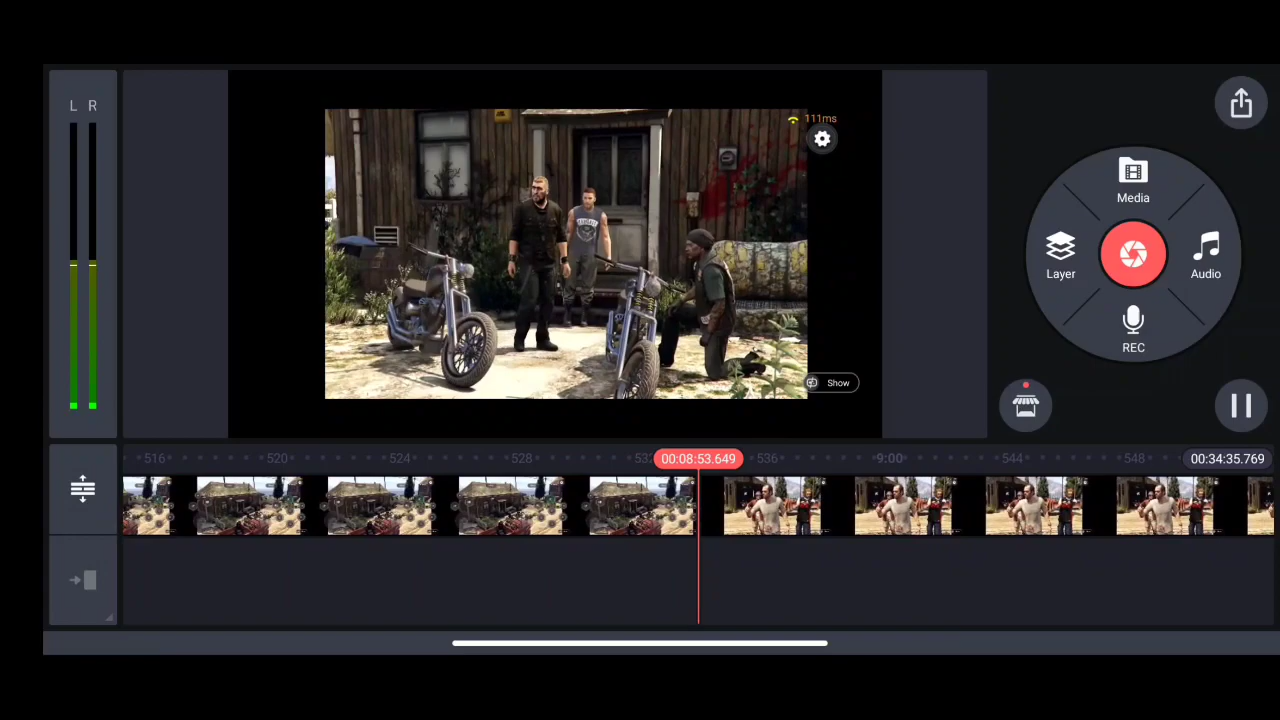 L R
111ms
Show
Media
Layer
Audio
REC
516 520 524 528 532 536 9:00 544 548
00:08:53.649
00:34:35.769